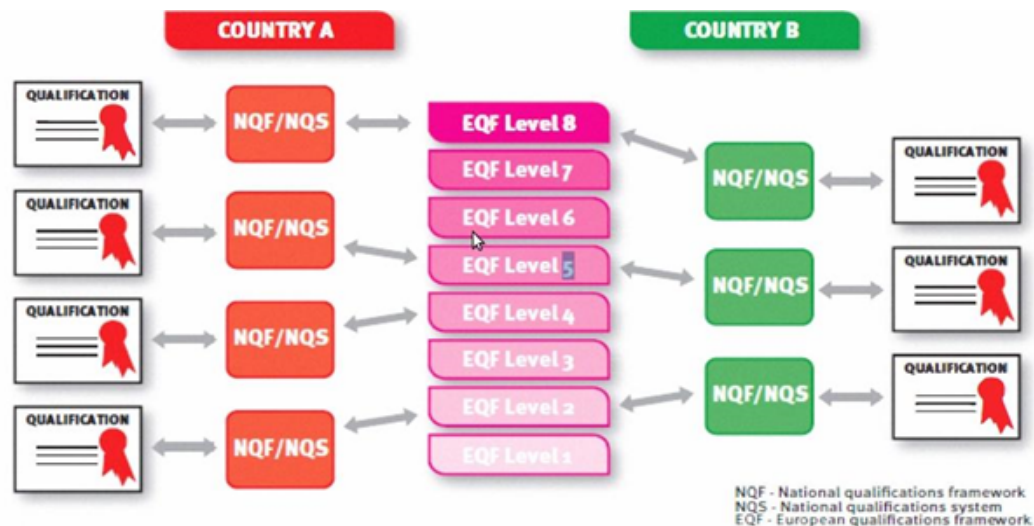 COUNTRY A
COUNTRY B
QUALIFICATION
NQF/NQS
EQF Level 8
QUALIFICATION
EQF Level 7
NQF/NQS
QUALIFICATION
NQF/NQS
EQF Level 6
EQF Level 5
QUALIFICATION
NQF/NQS
QUALIFICATION
NQF/NQS
EQF Level 4
EQF Level 3
QUALIFICATION
NQF/NQS
EQF Level 2
QUALIFICATION
NQF/NQS
EQF Level 1
NQF - National qualifications framework
NQS - National qualifications system
EQF - European qualifications framework